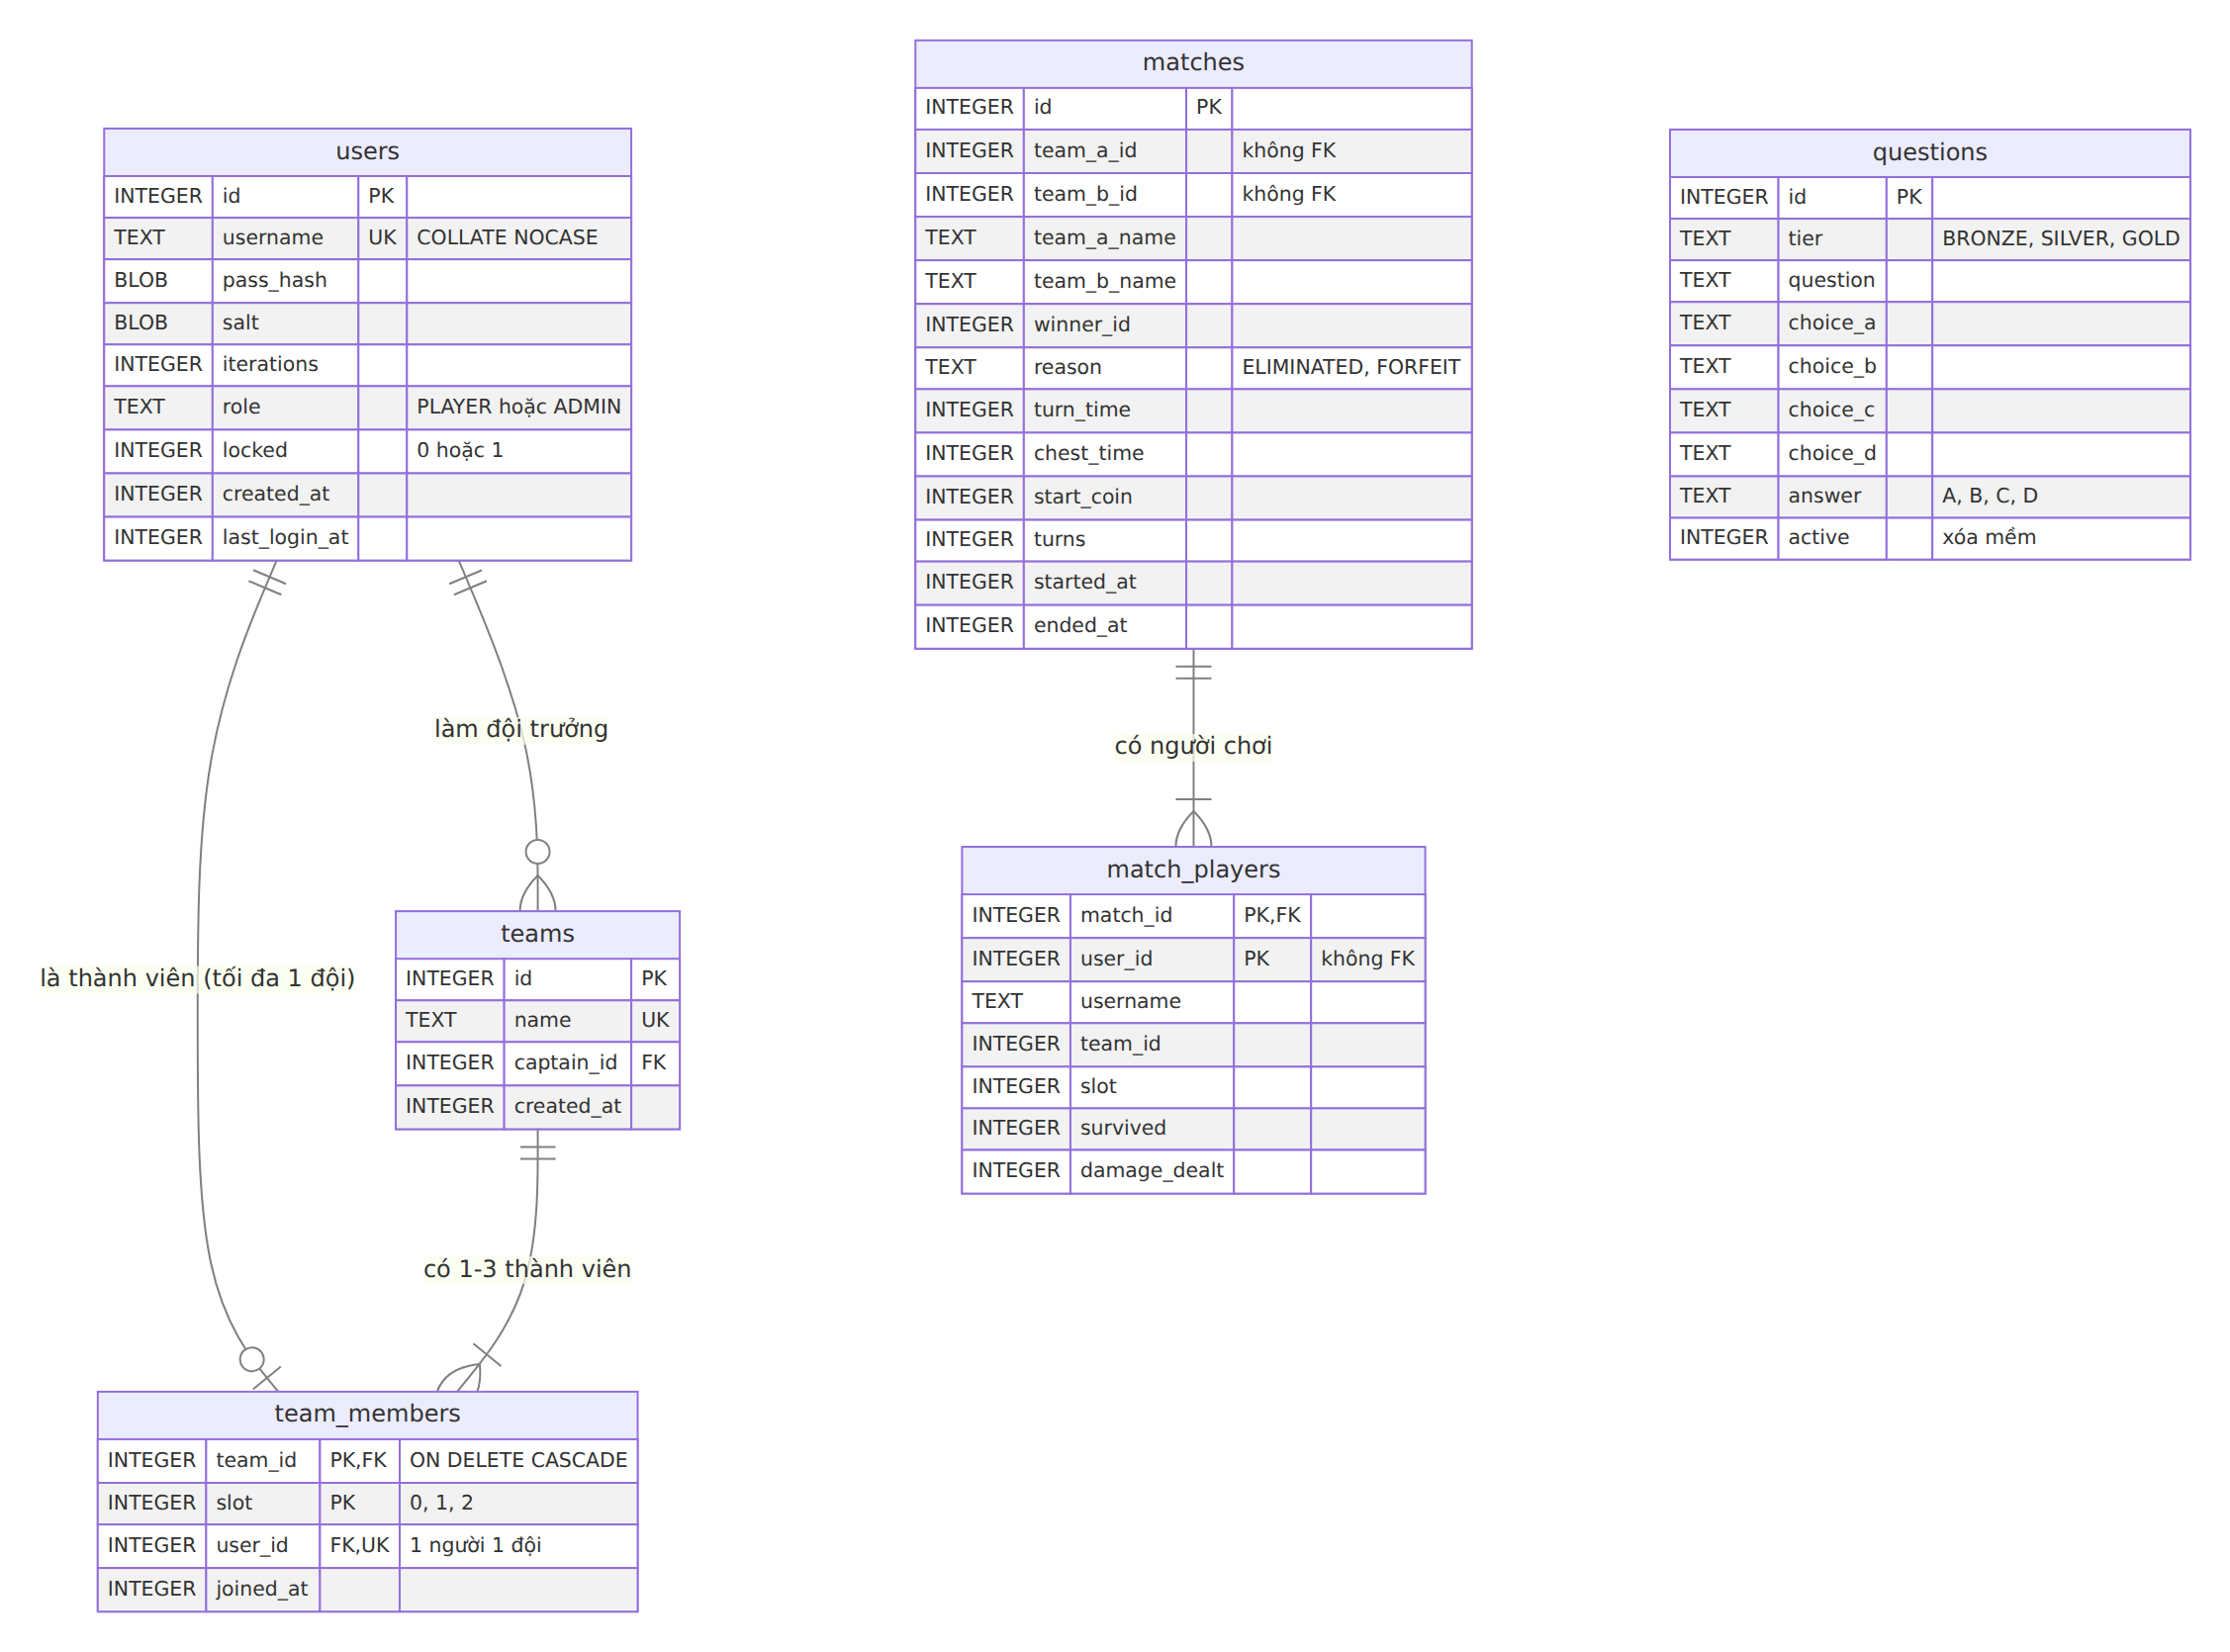 users
INTEGER id PK
TEXT username UK COLLATE NOCASE
BLOB pass_hash
BLOB salt
INTEGER iterations
TEXT role PLAYER hoặc ADMIN
INTEGER locked 0 hoặc 1
INTEGER created_at
INTEGER last_login_at
matches
INTEGER id PK
INTEGER team_a_id không FK
INTEGER team_b_id không FK
TEXT team_a_name
TEXT team_b_name
INTEGER winner_id
TEXT reason ELIMINATED, FORFEIT
INTEGER turn_time
INTEGER chest_time
INTEGER start_coin
INTEGER turns
INTEGER started_at
INTEGER ended_at
questions
INTEGER id PK
TEXT tier BRONZE, SILVER, GOLD
TEXT question
TEXT choice_a
TEXT choice_b
TEXT choice_c
TEXT choice_d
TEXT answer A, B, C, D
INTEGER active xóa mềm
làm đội trưởng
có người chơi
là thành viên (tối đa 1 đội)
teams
INTEGER id PK
TEXT name UK
INTEGER captain_id FK
INTEGER created_at
match_players
INTEGER match_id PK,FK
INTEGER user_id PK không FK
TEXT username
INTEGER team_id
INTEGER slot
INTEGER survived
INTEGER damage_dealt
có 1-3 thành viên
team_members
INTEGER team_id PK,FK ON DELETE CASCADE
INTEGER slot PK 0, 1, 2
INTEGER user_id FK,UK 1 người 1 đội
INTEGER joined_at